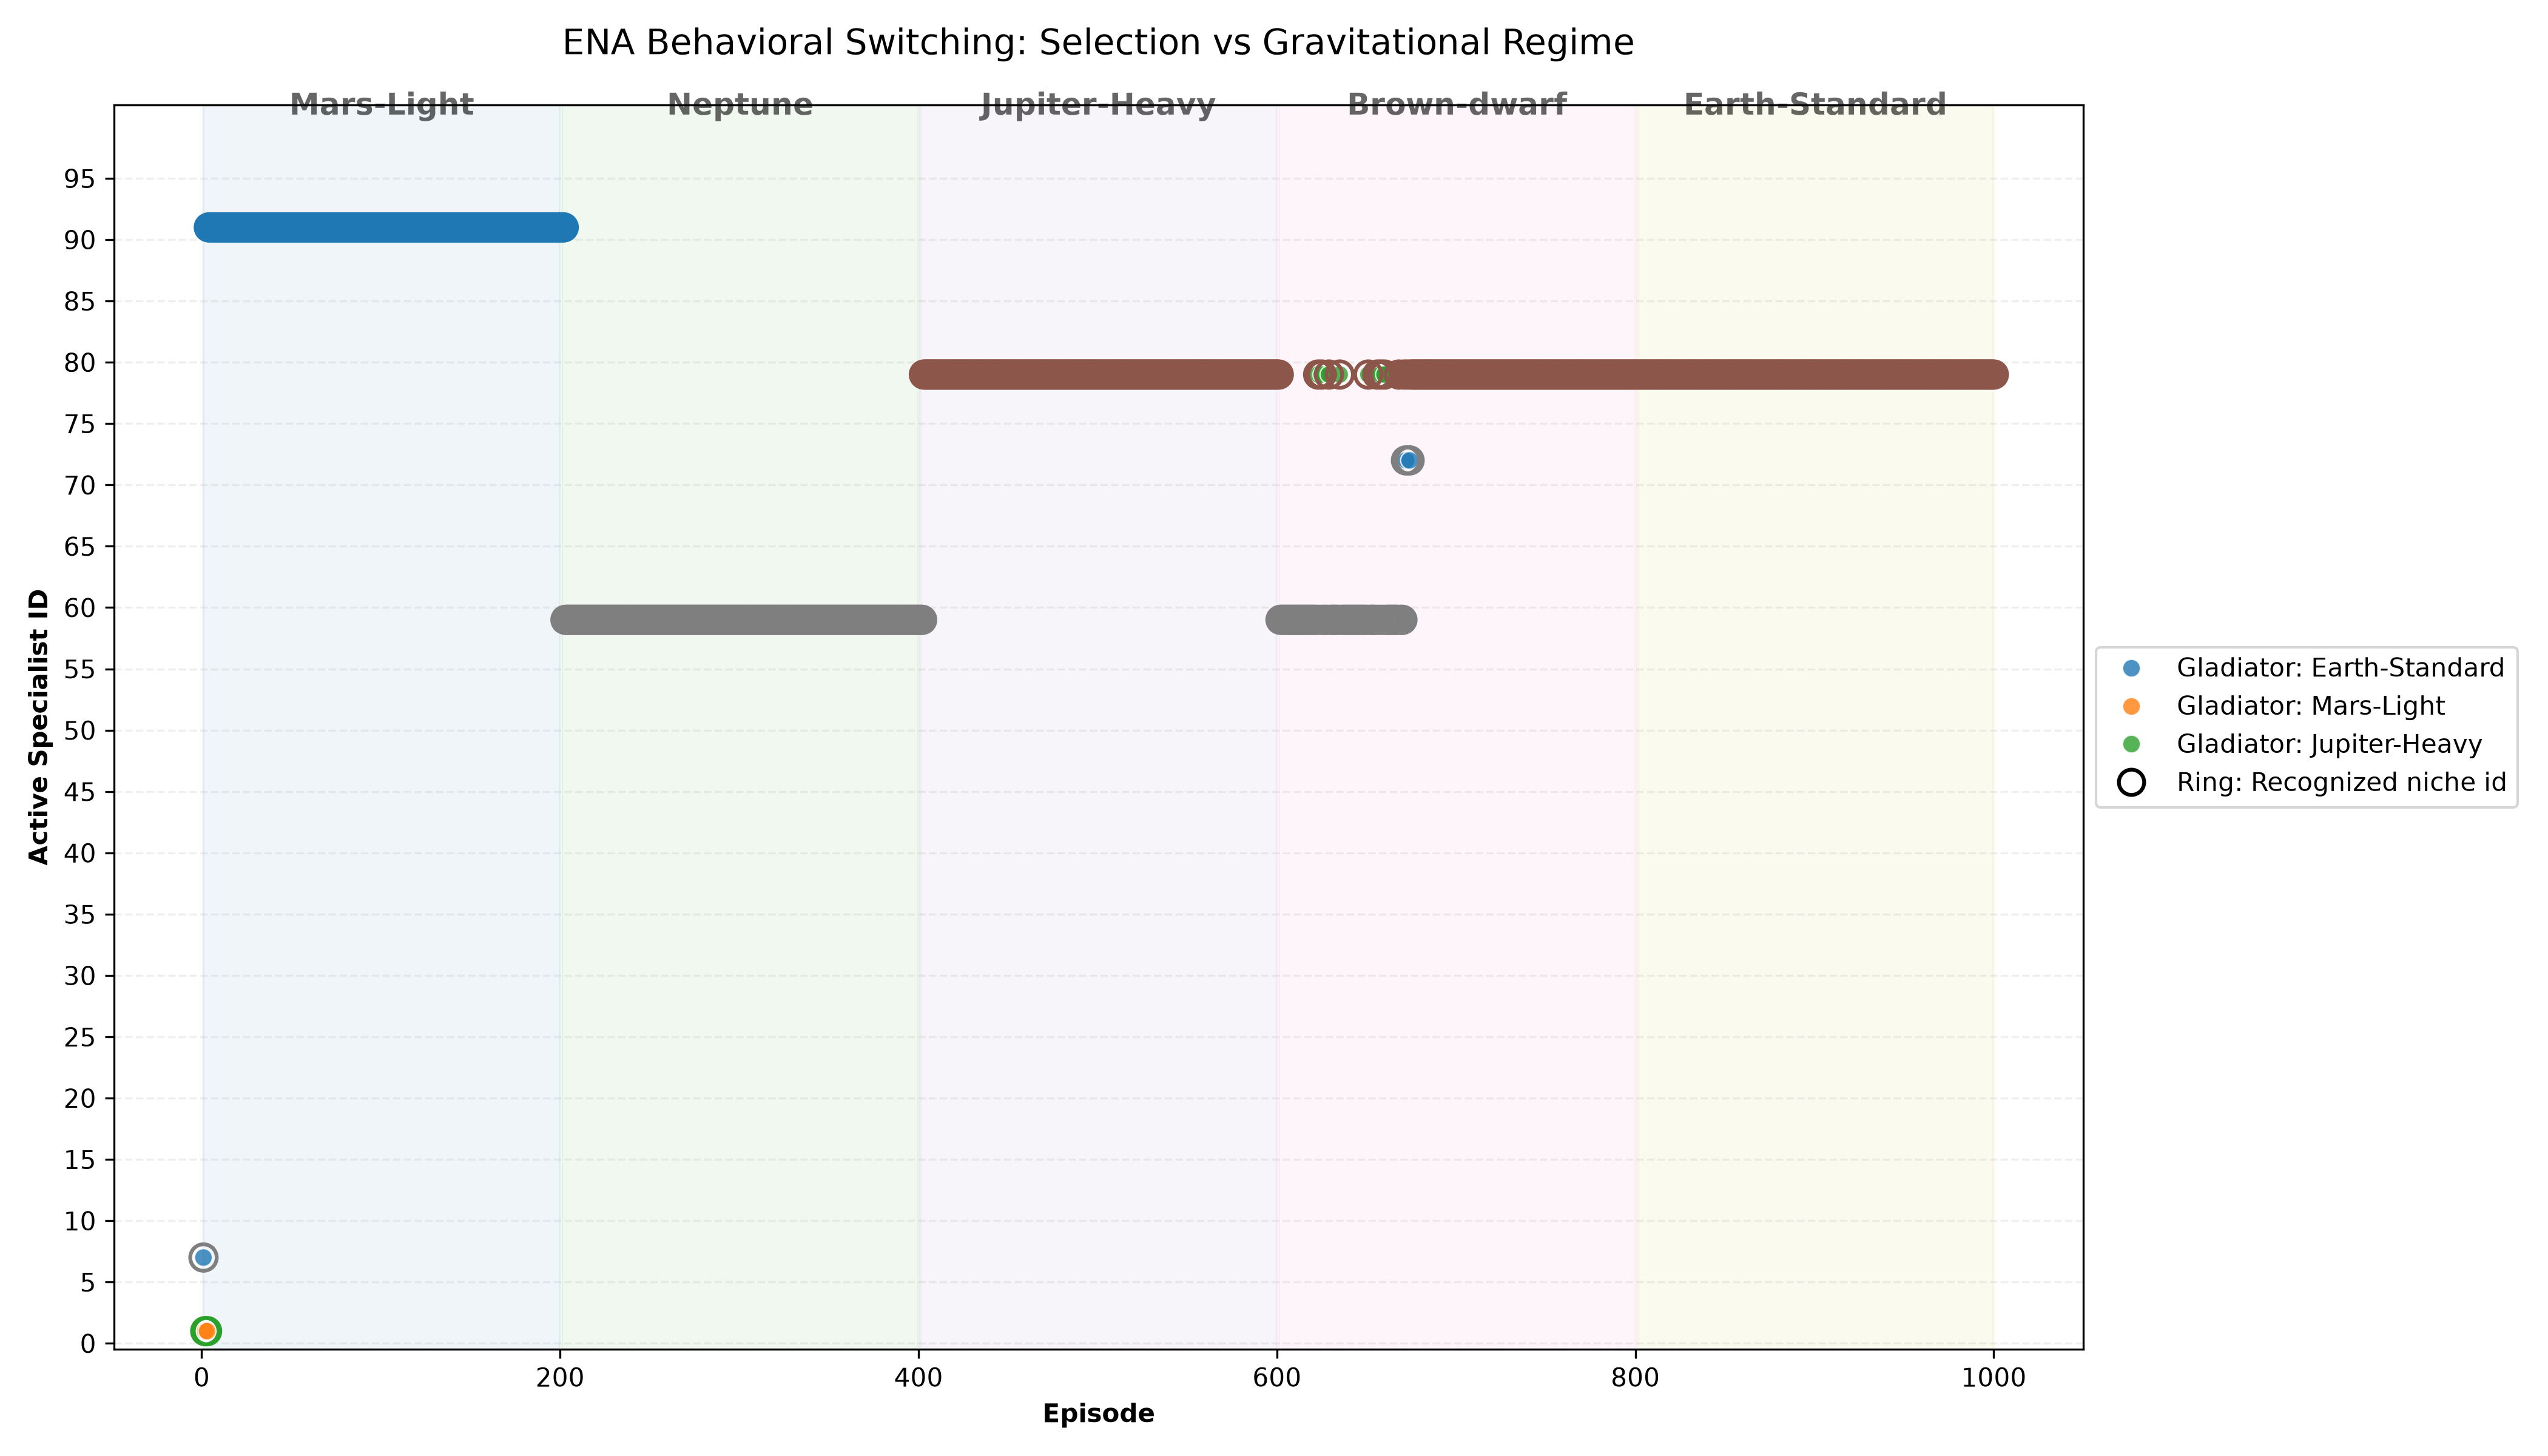 ENA Behavioral Switching: Selection vs Gravitational Regime
Mars-Light Neptune Jupiter-Heavy Brown-dwarf Earth-Standard
95
90
85
80
75
70
65
60
55
50
45
40
35
30
25
20
15
10
5
0
Active Specialist ID
0 200 400 600 800 1000
Episode
Gladiator: Earth-Standard
Gladiator: Mars-Light
Gladiator: Jupiter-Heavy
Ring: Recognized niche id